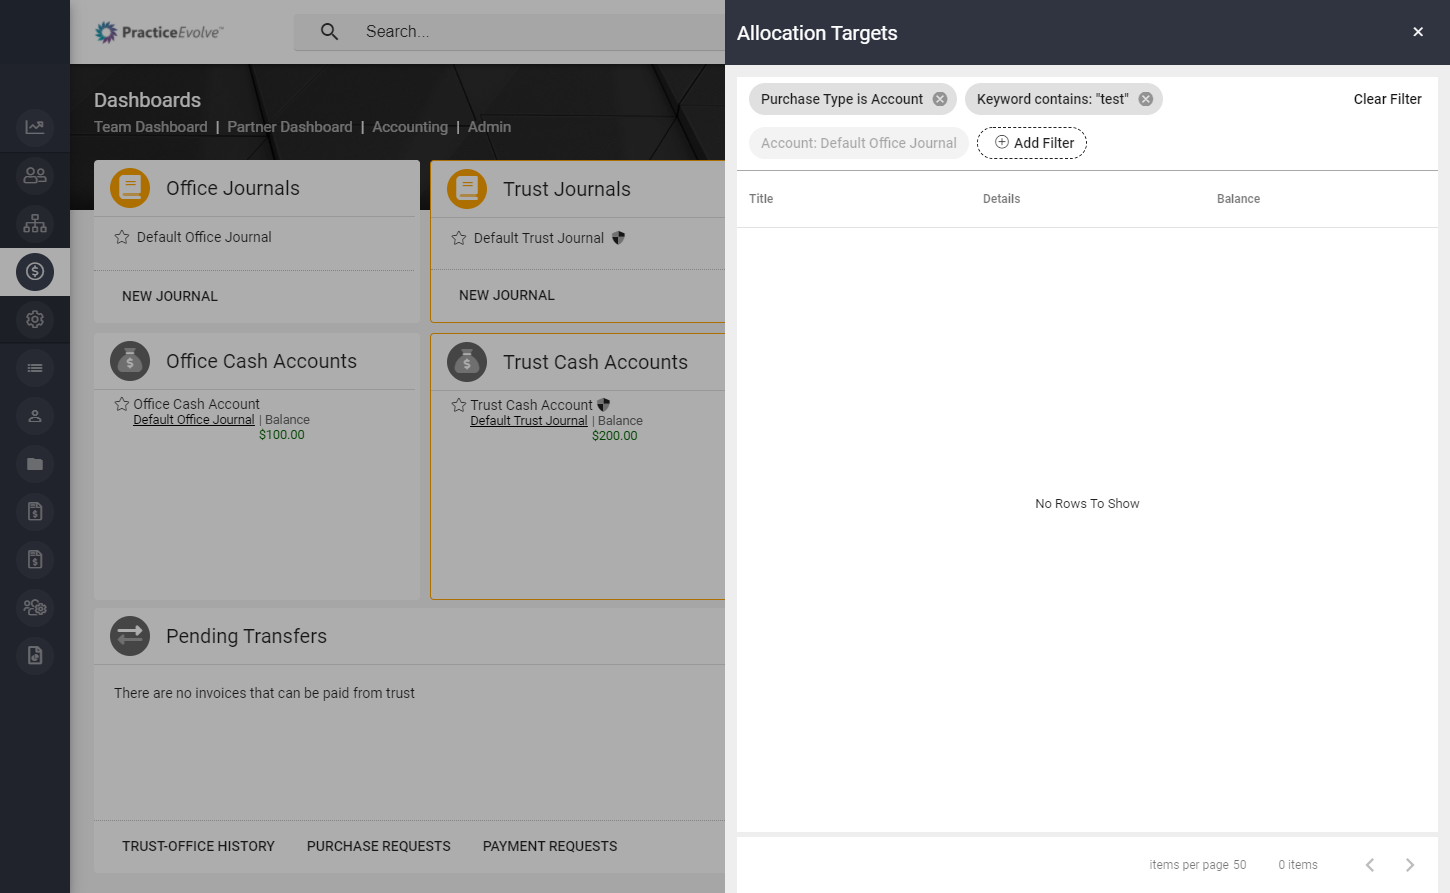 PracticeEvolve™
Search...
Allocation Targets
Purchase Type is Account
Keyword contains: "test"
Clear Filter
Account: Default Office Journal
Add Filter
Title Details Balance
No Rows To Show
items per page 50 0 items
Dashboards
Team Dashboard | Partner Dashboard | Accounting | Admin
Office Journals
Default Office Journal
NEW JOURNAL
Trust Journals
Default Trust Journal
NEW JOURNAL
Office Cash Accounts
Office Cash Account
Default Office Journal | Balance
$100.00
Trust Cash Accounts
Trust Cash Account
Default Trust Journal | Balance
$200.00
Pending Transfers
There are no invoices that can be paid from trust
TRUST-OFFICE HISTORY PURCHASE REQUESTS PAYMENT REQUESTS